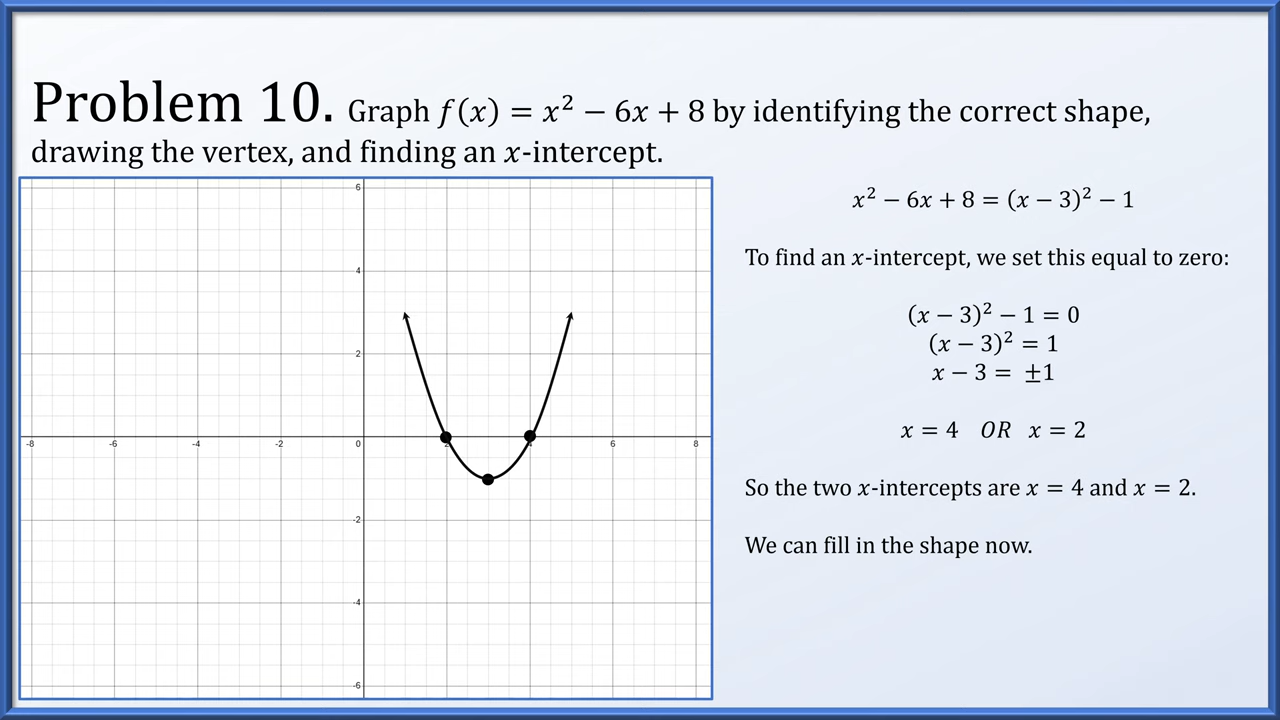 Problem 10. Graph f(x) = x² − 6x + 8 by identifying the correct shape,
drawing the vertex, and finding an x-intercept.
x² − 6x + 8 = (x − 3)² − 1
To find an x-intercept, we set this equal to zero:
(x − 3)² − 1 = 0
(x − 3)² = 1
x − 3 = ±1
x = 4 OR x = 2
So the two x-intercepts are x = 4 and x = 2.
We can fill in the shape now.
6
4
2
-8 -6 -4 -2 0 2 4 6 8
-2
-4
-6